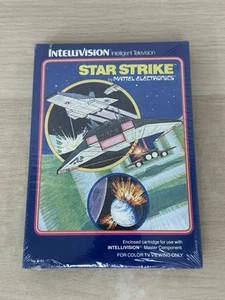 INTELLIVISION Intelligent Television
STAR STRIKE
by MATTEL ELECTRONICS
Enclosed cartridge for use with
INTELLIVISION Master Component.
FOR COLOR TV VIEWING ONLY